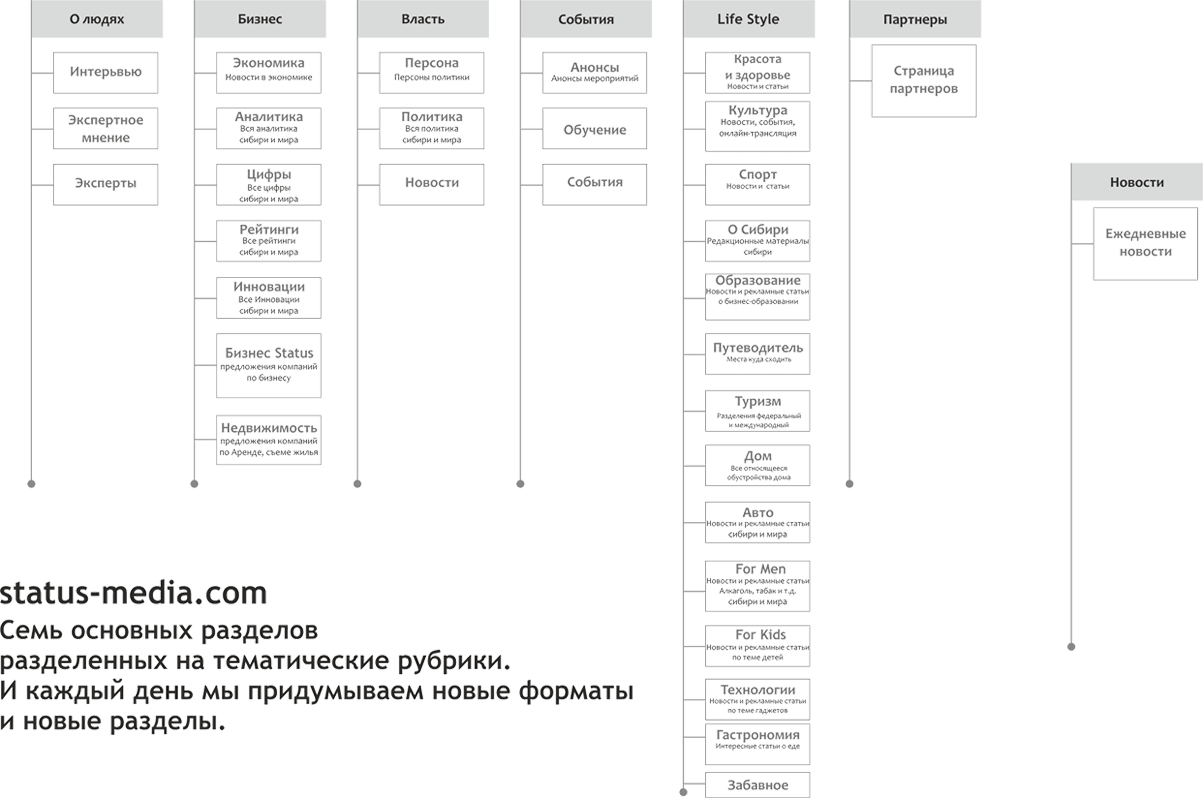 О людях
Интервью
Экспертное
мнение
Эксперты
Бизнес
Экономика
Новости в экономике
Аналитика
Вся аналитика
сибири и мира
Цифры
Все цифры
сибири и мира
Рейтинги
Все рейтинги
сибири и мира
Инновации
Все Инновации
сибири и мира
Бизнес Status
предложения компаний
по бизнесу
Недвижимость
предложения компаний
по Аренде, съеме жилья
Власть
Персона
Персоны политики
Политика
Вся политика
сибири и мира
Новости
События
Анонсы
Анонсы мероприятий
Обучение
События
Life Style
Красота
и здоровье
Новости и статьи
Культура
Новости, события,
онлайн-трансляция
Спорт
Новости и статьи
О Сибири
Редакционные материалы
сибири
Образование
Новости и рекламные статьи
о бизнес-образовании
Путеводитель
Места куда сходить
Туризм
Разделения федеральный
и международный
Дом
Все относящееся
обустройства дома
Авто
Новости и рекламные статьи
сибири и мира
For Men
Новости и рекламные статьи
Алкаголь, табак и т.д.
сибири и мира
For Kids
Новости и рекламные статьи
по теме детей
Технологии
Новости и рекламные статьи
по теме гаджетов
Гастрономия
Интересные статьи о еде
Забавное
Партнеры
Страница
партнеров
Новости
Ежедневные
новости
status-media.com
Семь основных разделов
разделенных на тематические рубрики.
И каждый день мы придумываем новые форматы
и новые разделы.